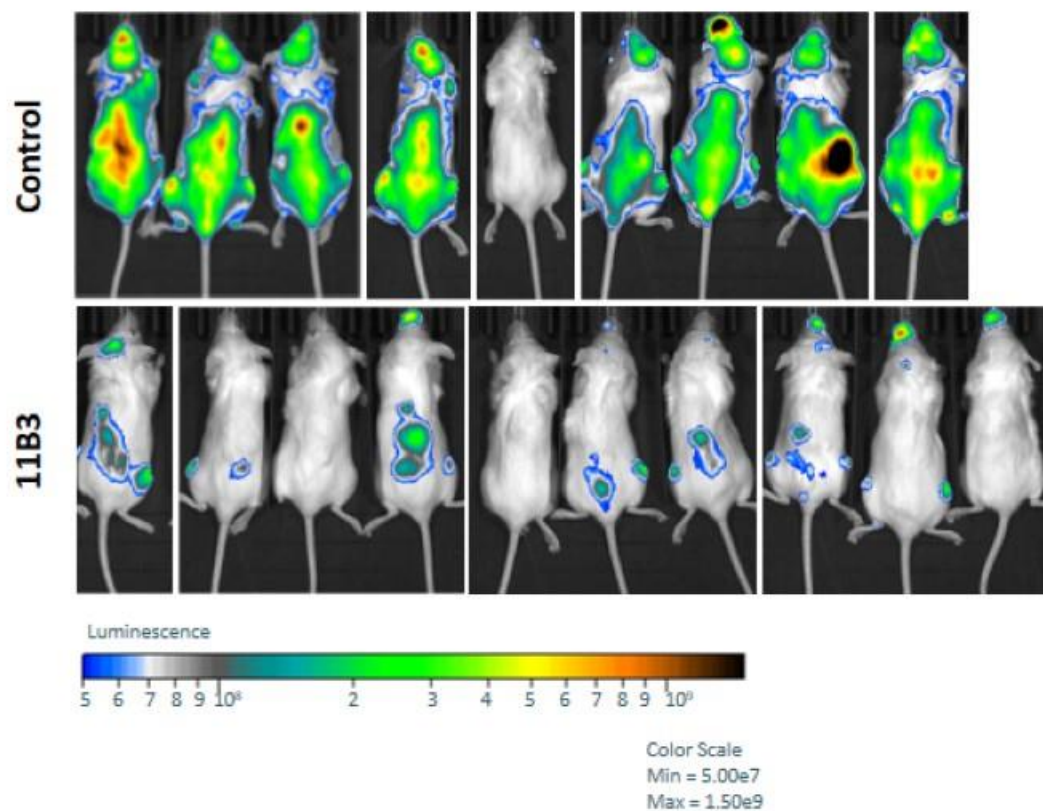 Control
11B3
Luminescence
5 6 7 8 9 10⁸ 2 3 4 5 6 7 8 9 10⁹
Color Scale
Min = 5.00e7
Max = 1.50e9